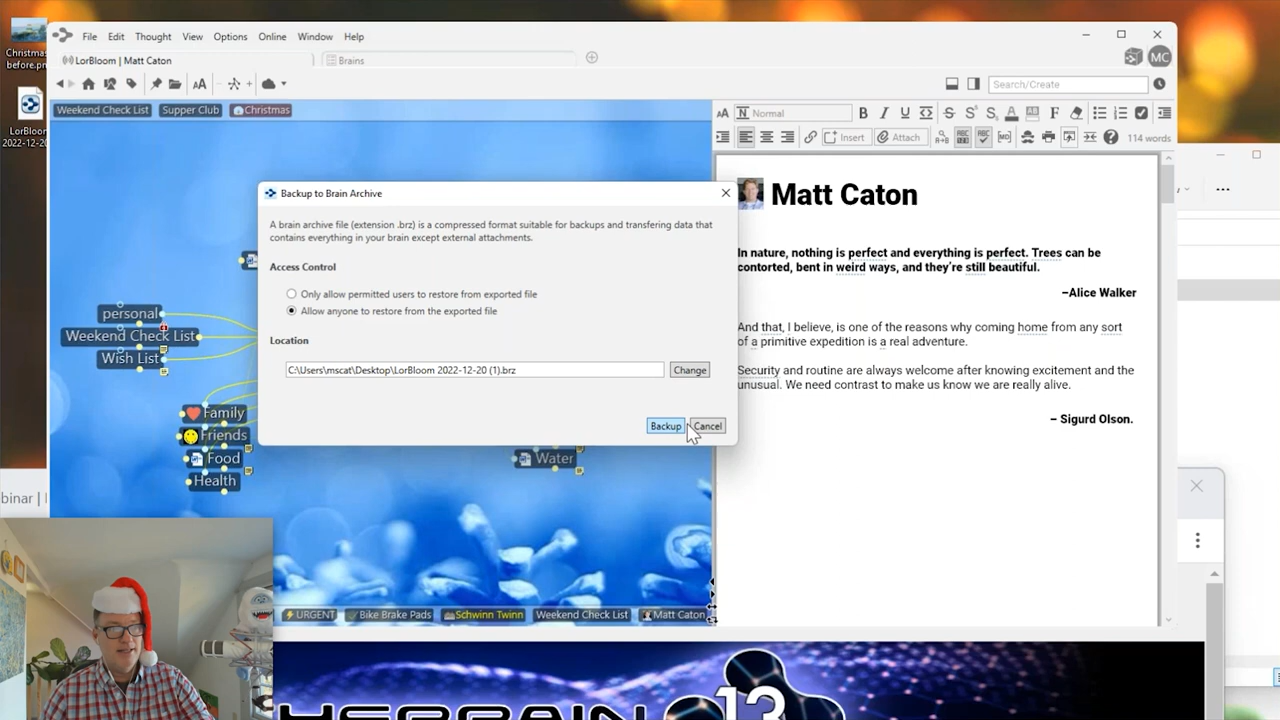 Christmas
before.pn
LorBloom
2022-12-20
File Edit Thought View Options Online Window Help
LorBloom | Matt Caton
Brains
MC
Search/Create
Weekend Check List Supper Club Christmas
Normal
Insert Attach 114 words
Backup to Brain Archive
A brain archive file (extension .brz) is a compressed format suitable for backups and transfering data that
contains everything in your brain except external attachments.
Access Control
Only allow permitted users to restore from exported file
Allow anyone to restore from the exported file
Location
C:\Users\mscat\Desktop\LorBloom 2022-12-20 (1).brz
Change
Backup Cancel
personal
Weekend Check List
Wish List
Family
Friends
Food
Health
Water
URGENT Bike Brake Pads Schwinn Twinn Weekend Check List Matt Caton
Matt Caton
In nature, nothing is perfect and everything is perfect. Trees can be
contorted, bent in weird ways, and they're still beautiful.
–Alice Walker
And that, I believe, is one of the reasons why coming home from any sort
of a primitive expedition is a real adventure.
Security and routine are always welcome after knowing excitement and the
unusual. We need contrast to make us know we are really alive.
– Sigurd Olson.
binar |
13